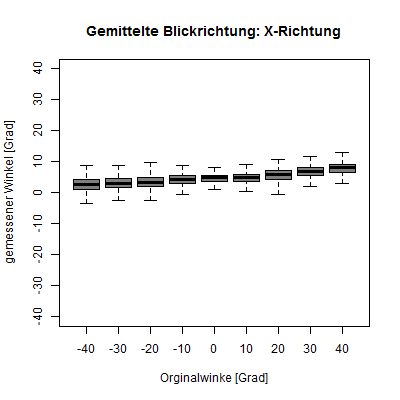 Gemittelte Blickrichtung: X-Richtung
gemessener Winkel [Grad]
40
30
20
10
0
-10
-20
-30
-40
-40 -30 -20 -10 0 10 20 30 40
Orginalwinke [Grad]